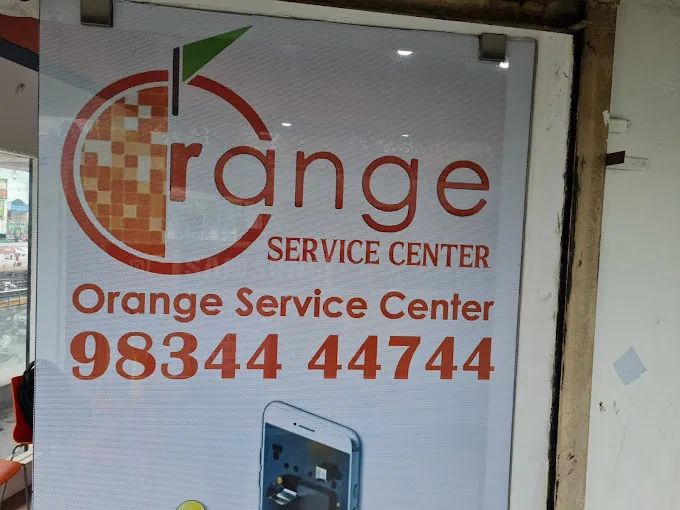 Orange
SERVICE CENTER
Orange Service Center
98344 44744